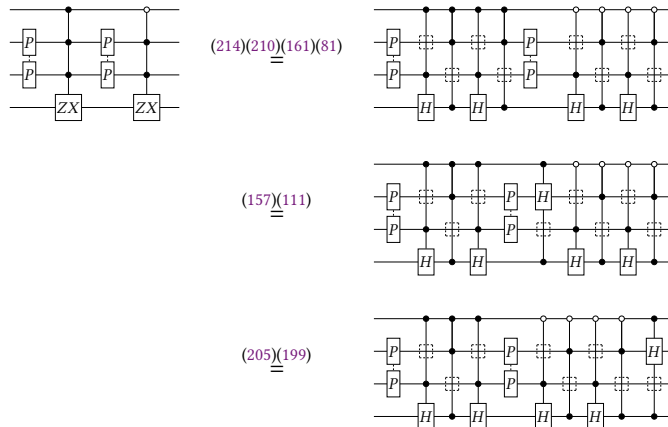 P P (214)(210)(161)(81) P P
P P = P P
ZX ZX H H H H
(157)(111) P P H
= P P
H H H H
(205)(199) P P H
= P P
H H H H